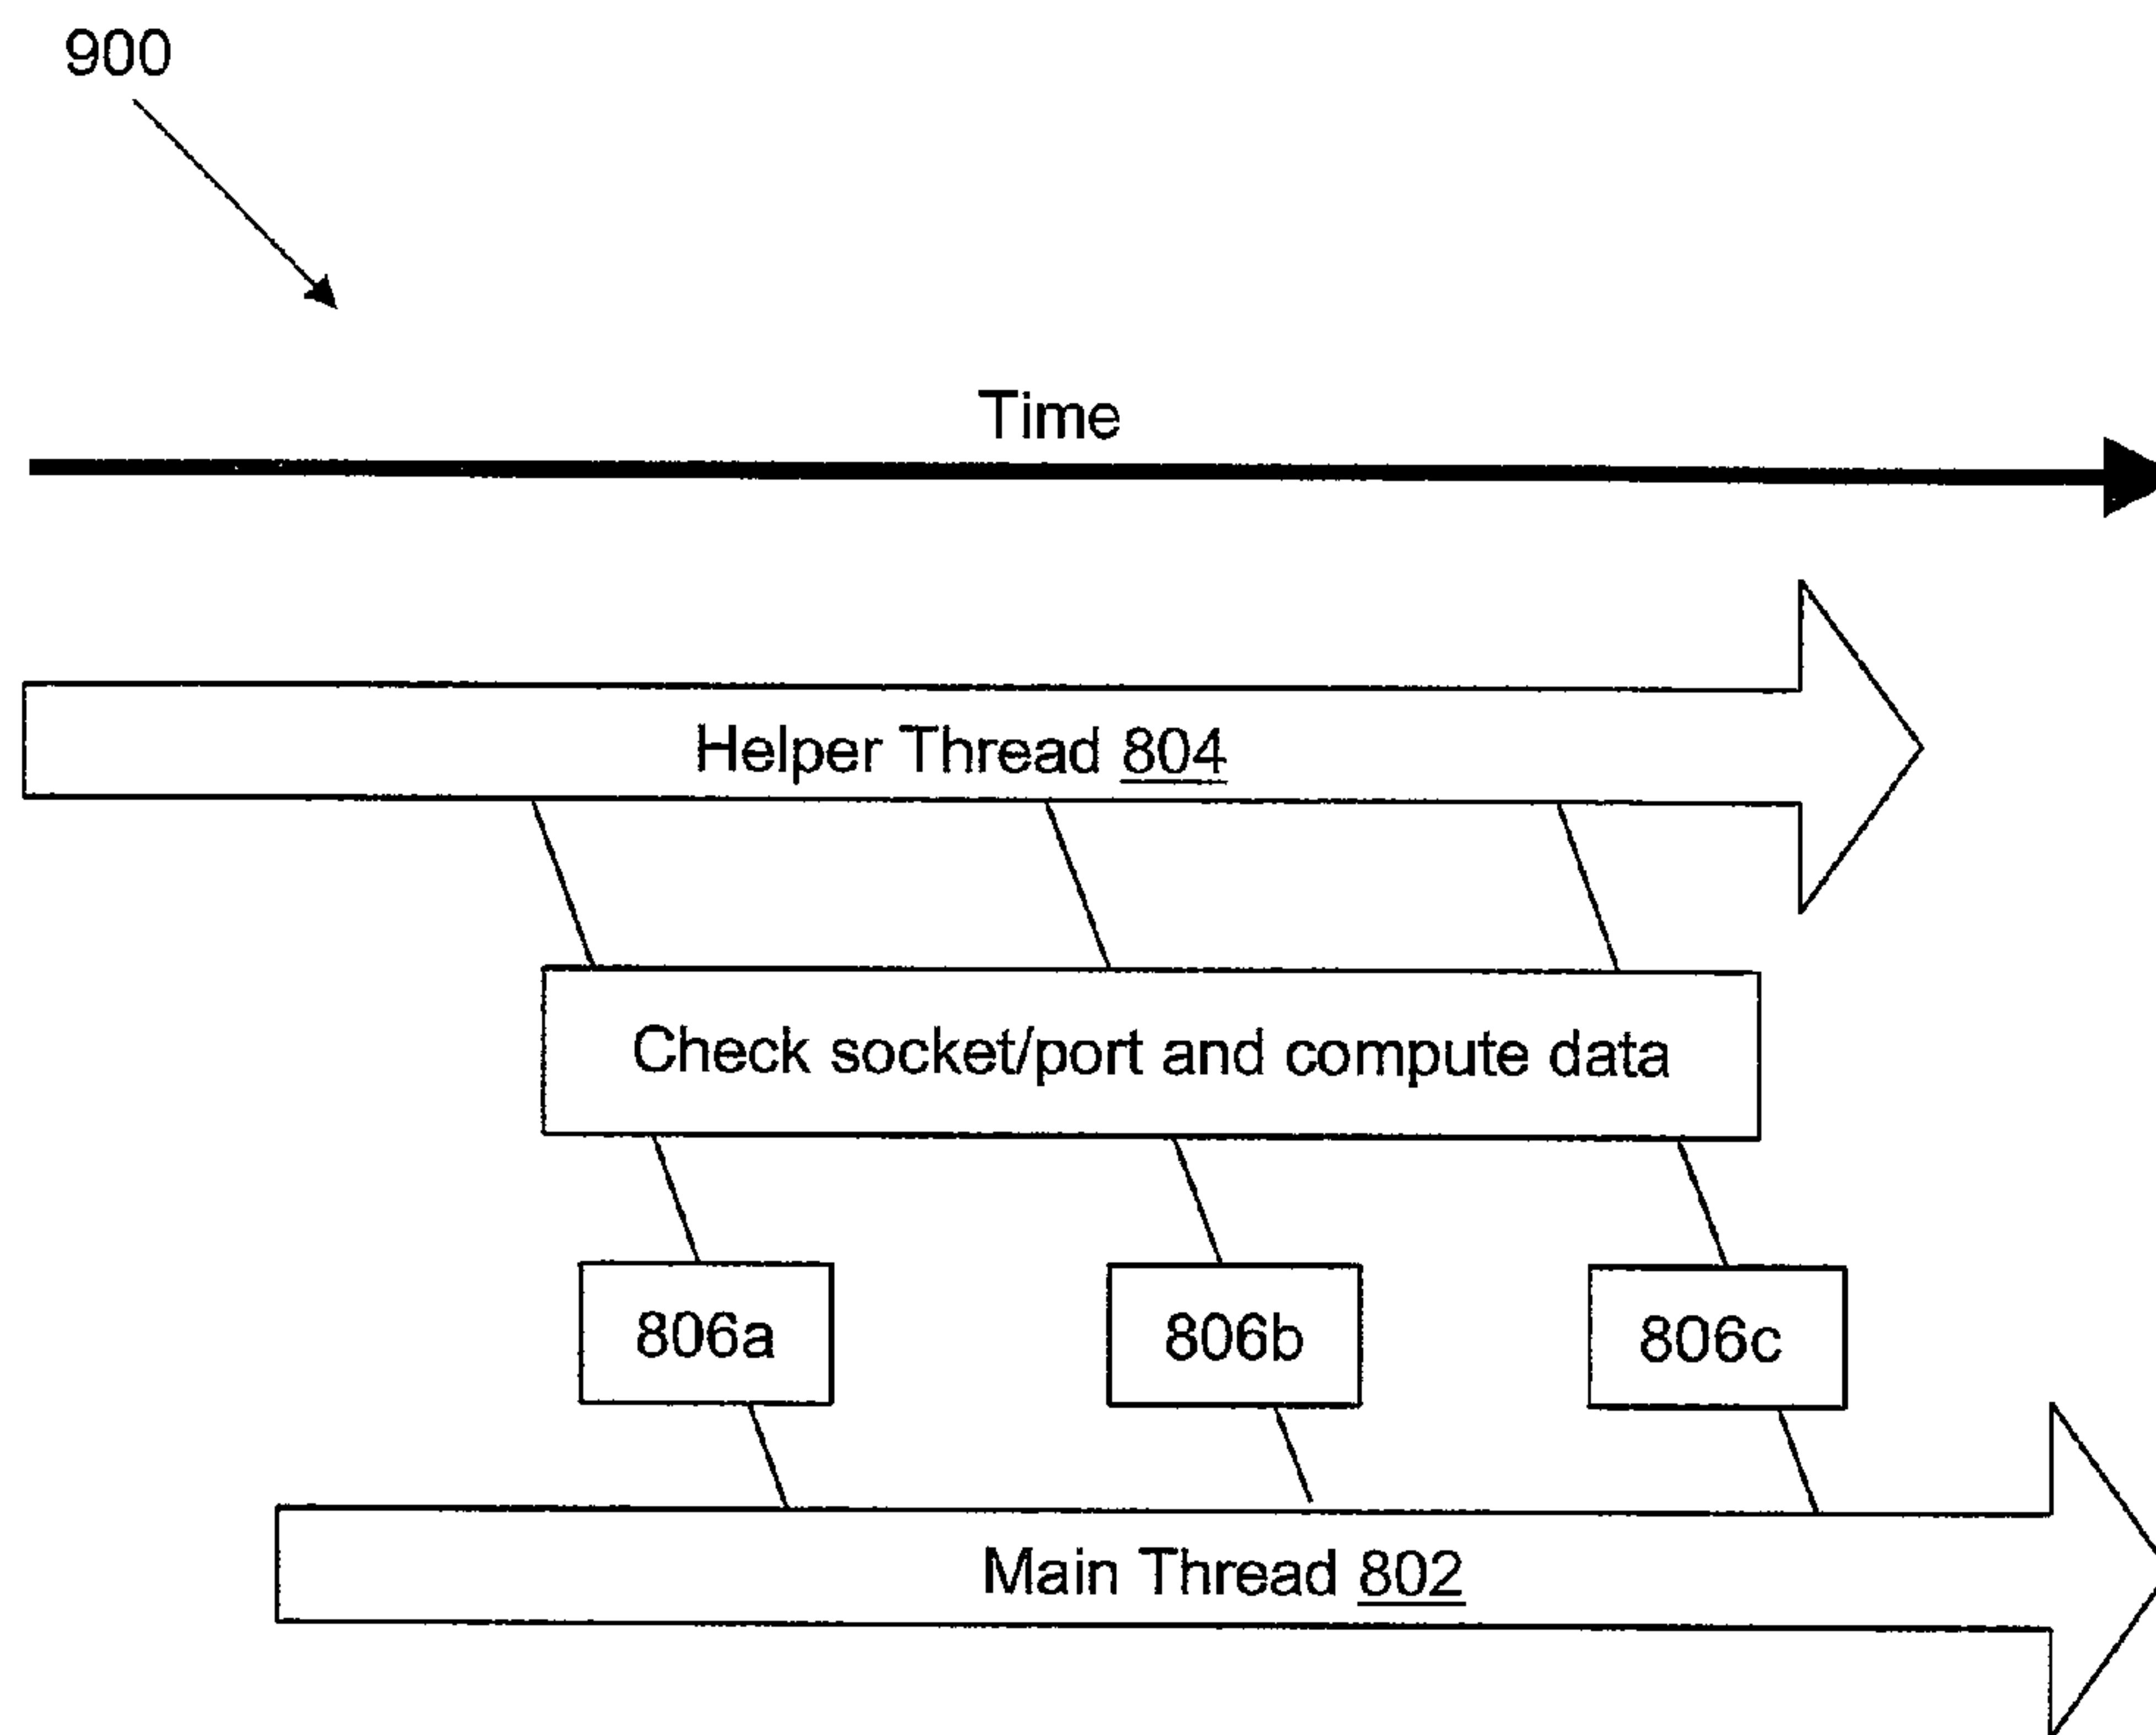 900
Time
Helper Thread 804
Check socket/port and compute data
806a
806b
806c
Main Thread 802